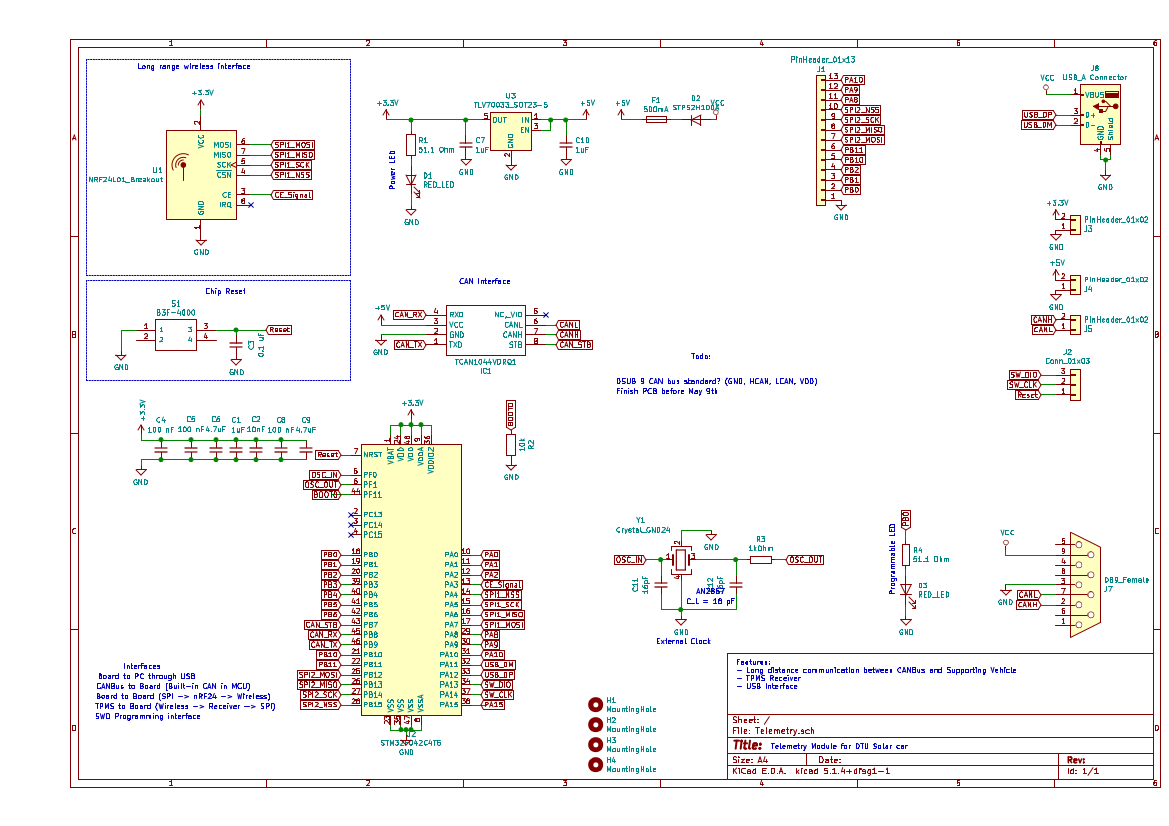 Long range wireless interface
+3.3V
VCC
U1
NRF24L01_Breakout
MOSI 6 SPI1_MOSI
MISO 7 SPI1_MISO
SCK 5 SPI1_SCK
CSN 4 SPI1_NSS
CE 3 CE_Signal
IRQ 8
GND
1
GND
+3.3V
R1
51.1 Ohm
Power LED
D1
RED_LED
GND
U3
TLV70033_SOT23-5
5 OUT IN 1
EN 3
GND
2
GND
C7
1uF
GND
C10
1uF
GND
+5V
+5V
F1
500mA
D2
VCC
PinHeader_01x13
J1
13 PA10
12 PA9
11 PA8
10 SPI2_NSS
9 SPI2_SCK
8 SPI2_MISO
7 SPI2_MOSI
6 PB11
5 PB10
4 PB2
3 PB1
2 PB0
1
GND
J6
USB_A Connector
VCC
1 VBUS
USB_DP 3 D+
USB_DM 2 D-
GND
Shield
4 5
GND
+3.3V
2
1
PinHeader_01x02
J3
GND
+5V
2
1
PinHeader_01x02
J4
GND
CANH 2
CANL 1
PinHeader_01x02
J5
J2
Conn_01x03
SW_DIO 3
SW_CLK 2
Reset 1
Chip Reset
S1
B3F-4000
1 1 3 3
2 2 4 4
Reset
C3
0.1 uF
GND
GND
CAN Interface
+5V
GND
CAN_RX 4 RXD NC_VIO 5
3 VCC CANL 6 CANL
2 GND CANH 7 CANH
CAN_TX 1 TXD STB 8 CAN_STB
TCAN1044VDRQ1
IC1
Todo:
DSUB 9 CAN bus standard? (GND, HCAN, LCAN, VDD)
Finish PCB before May 9th
+3.3V
C4
100 nF
C5
100 nF
C6
4.7uF
C1
1uF
C2
10nF
C8
100 nF
C9
4.7uF
GND
+3.3V
1 24 48 9 36
VBAT VDD VDD VDDA VDDIO2
Reset 7 NRST
OSC_IN 5 PF0
OSC_OUT 6 PF1
BOOT0 44 PF11
2 PC13
3 PC14
4 PC15
PB0 18 PB0
PB1 19 PB1
PB2 20 PB2
PB3 39 PB3
PB4 40 PB4
PB5 41 PB5
PB6 42 PB6
CAN_STB 43 PB7
CAN_RX 45 PB8
CAN_TX 46 PB9
PB10 21 PB10
PB11 22 PB11
SPI2_NSS 28 PB15
PA0 10 PA0
PA1 11 PA1
PA2 12 PA2
PA3 13 CE_Signal
PA4 14 SPI1_NSS
PA5 15 SPI1_SCK
PA6 16 SPI1_MISO
PA7 17 SPI1_MOSI
PA8 29 PA8
PA9 30 PA9
PA10 31 PA10
PA11 32 USB_DM
PA12 33 USB_DP
PA13 34 SW_DIO
PA14 37 SW_CLK
PA15 38 PA15
VSS VSS VSS VSSA
23 35 47 8
U2
STM32F042C4T6
GND
BOOT0
10k
R2
GND
Y1
Crystal_GND24
OSC_IN
GND
R3
1kOhm
OSC_OUT
C11
C12
AN2867
C_L = 16 pF
GND
External Clock
PB0
Programmable LED
R4
51.1 Ohm
D3
RED_LED
GND
VCC
GND
CANL
CANH
5
9
4
8
3
7
2
6
1
DB9_Female
J7
Interfaces
Board to PC through USB
CANBus to Board (Built-in CAN in MCU)
Board to Board (SPI -> nRF24 -> Wireless)
TPMS to Board (Wireless -> Receiver -> SPI)
SWD Programming interface
H1
MountingHole
H2
MountingHole
H3
MountingHole
H4
MountingHole
Features:
- Long distance communication between CANBus and Supporting Vehicle
- TPMS Receiver
- USB Interface
Sheet: /
File: Telemetry.sch
Title: Telemetry Module for DTU Solar car
Size: A4 Date: Rev:
KiCad E.D.A. kicad 5.1.4+dfsg1-1 Id: 1/1